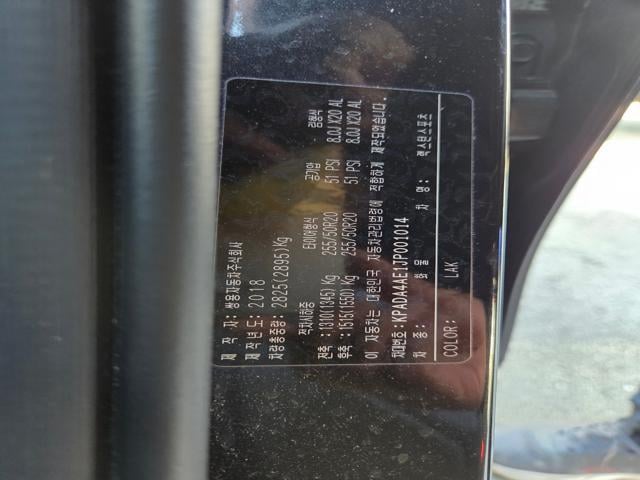 제 작 자: 쌍용자동차주식회사
제작년도: 2018
차량총중량: 2825(2895)Kg
적차시하중 타이어형식 공기압 림형식
전축: 1310(1345) Kg 255/50R20 51 PSI 8.0J X20 AL
후축: 1515(1550) Kg 255/50R20 51 PSI 8.0J X20 AL
이 자동차는 대한민국 자동차관리법령에 적합하게 제작되었습니다.
차대번호: KPADA4AE1JP001014
차 종: 화물 차 명: 렉스턴스포츠
COLOR: LAK